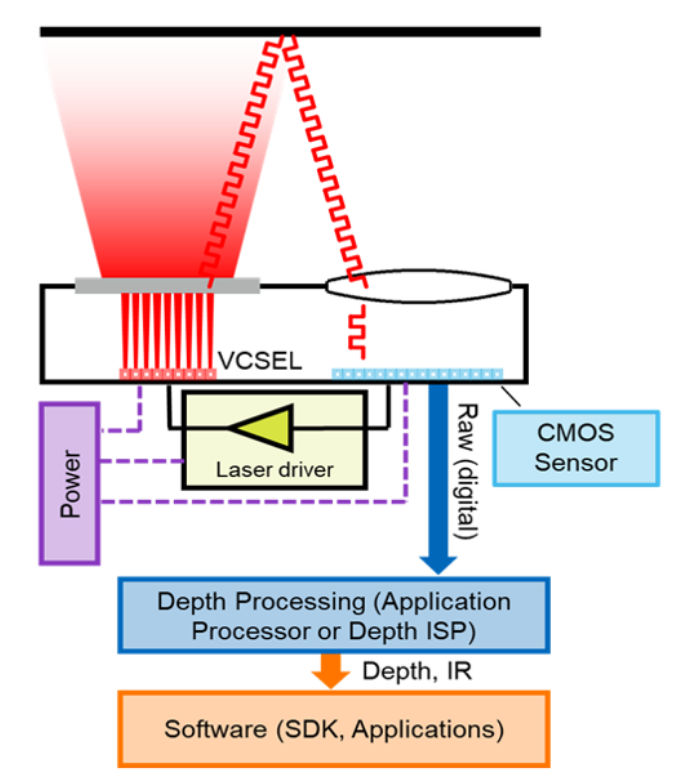 VCSEL
Laser driver
Power
Raw (digital)
CMOS
Sensor
Depth Processing (Application
Processor or Depth ISP)
Depth, IR
Software (SDK, Applications)